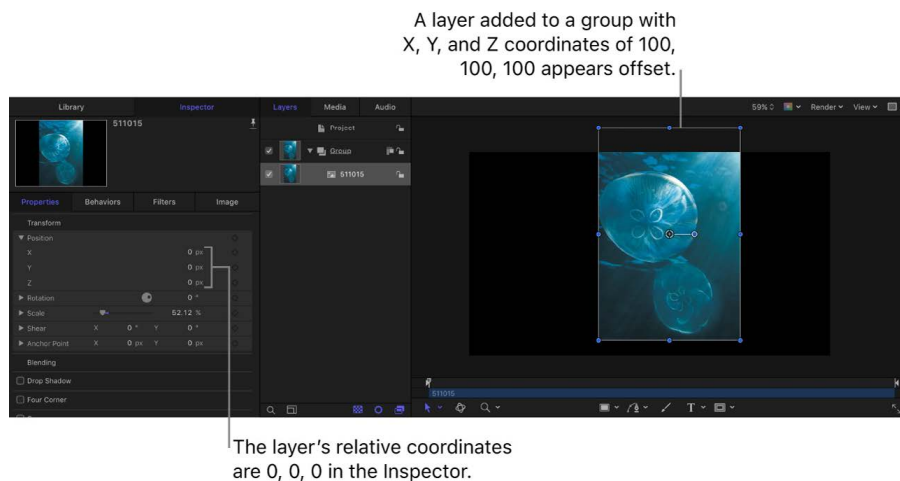 A layer added to a group with
X, Y, and Z coordinates of 100,
100, 100 appears offset.
Library Inspector Layers Media Audio 59% Render View
511015
Project
Group
511015
Properties Behaviors Filters Image
Transform
Position
X 0 px
Y 0 px
Z 0 px
Rotation 0 °
Scale 52.12 %
Shear X 0 ° Y 0 °
Anchor Point X 0 px Y 0 px
Blending
Drop Shadow
Four Corner
511015
T
The layer’s relative coordinates
are 0, 0, 0 in the Inspector.